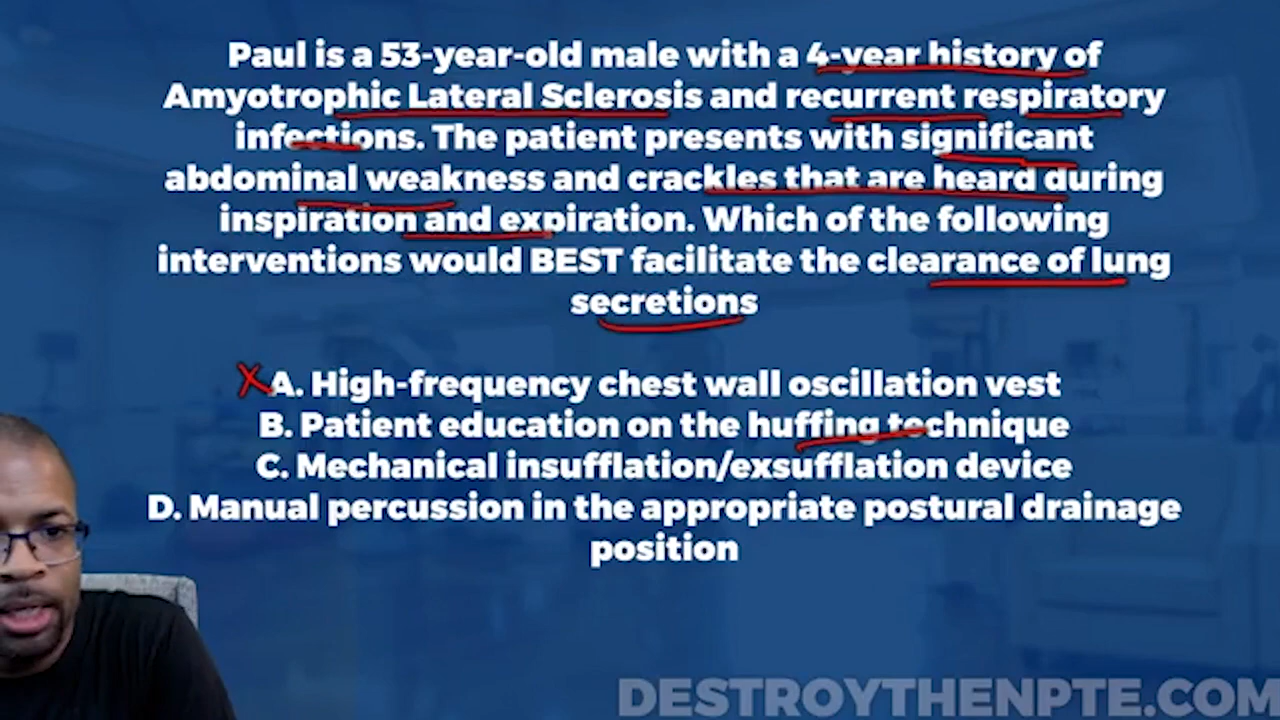 Paul is a 53-year-old male with a 4-year history of
Amyotrophic Lateral Sclerosis and recurrent respiratory
infections. The patient presents with significant
abdominal weakness and crackles that are heard during
inspiration and expiration. Which of the following
interventions would BEST facilitate the clearance of lung
secretions
XA. High-frequency chest wall oscillation vest
B. Patient education on the huffing technique
C. Mechanical insufflation/exsufflation device
D. Manual percussion in the appropriate postural drainage
position
DESTROYTHENPTE.COM